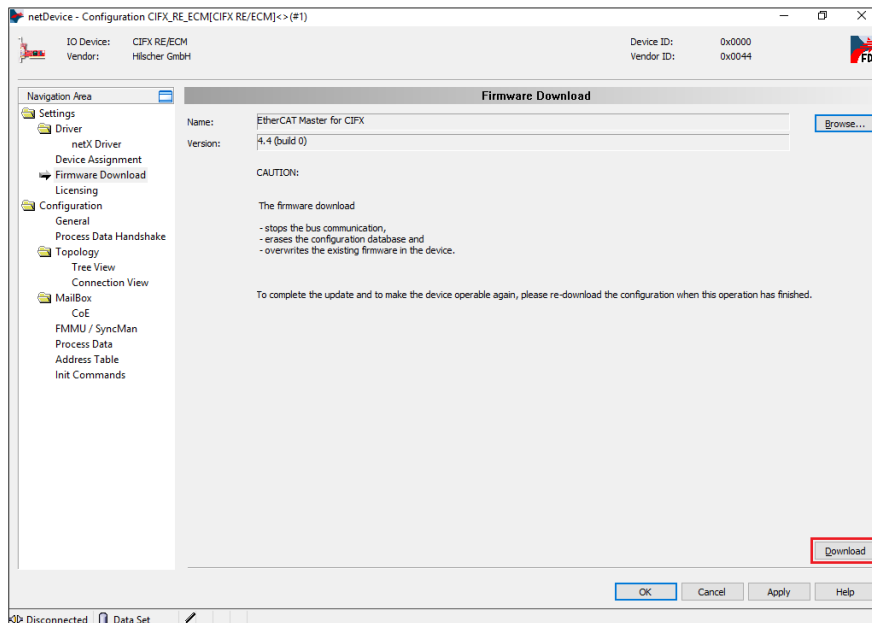 netDevice - Configuration CIFX_RE_ECM[CIFX RE/ECM]<>(#1)
IO Device: CIFX RE/ECM Device ID: 0x0000
Vendor: Hilscher GmbH Vendor ID: 0x0044
FD
Navigation Area
Settings
Driver
netX Driver
Device Assignment
Firmware Download
Licensing
Configuration
General
Process Data Handshake
Topology
Tree View
Connection View
MailBox
CoE
FMMU / SyncMan
Process Data
Address Table
Init Commands
Firmware Download
Name: EtherCAT Master for CIFX Browse...
Version: 4.4 (build 0)
CAUTION:
The firmware download
- stops the bus communication,
- erases the configuration database and
- overwrites the existing firmware in the device.
To complete the update and to make the device operable again, please re-download the configuration when this operation has finished.
Download
OK Cancel Apply Help
Disconnected Data Set